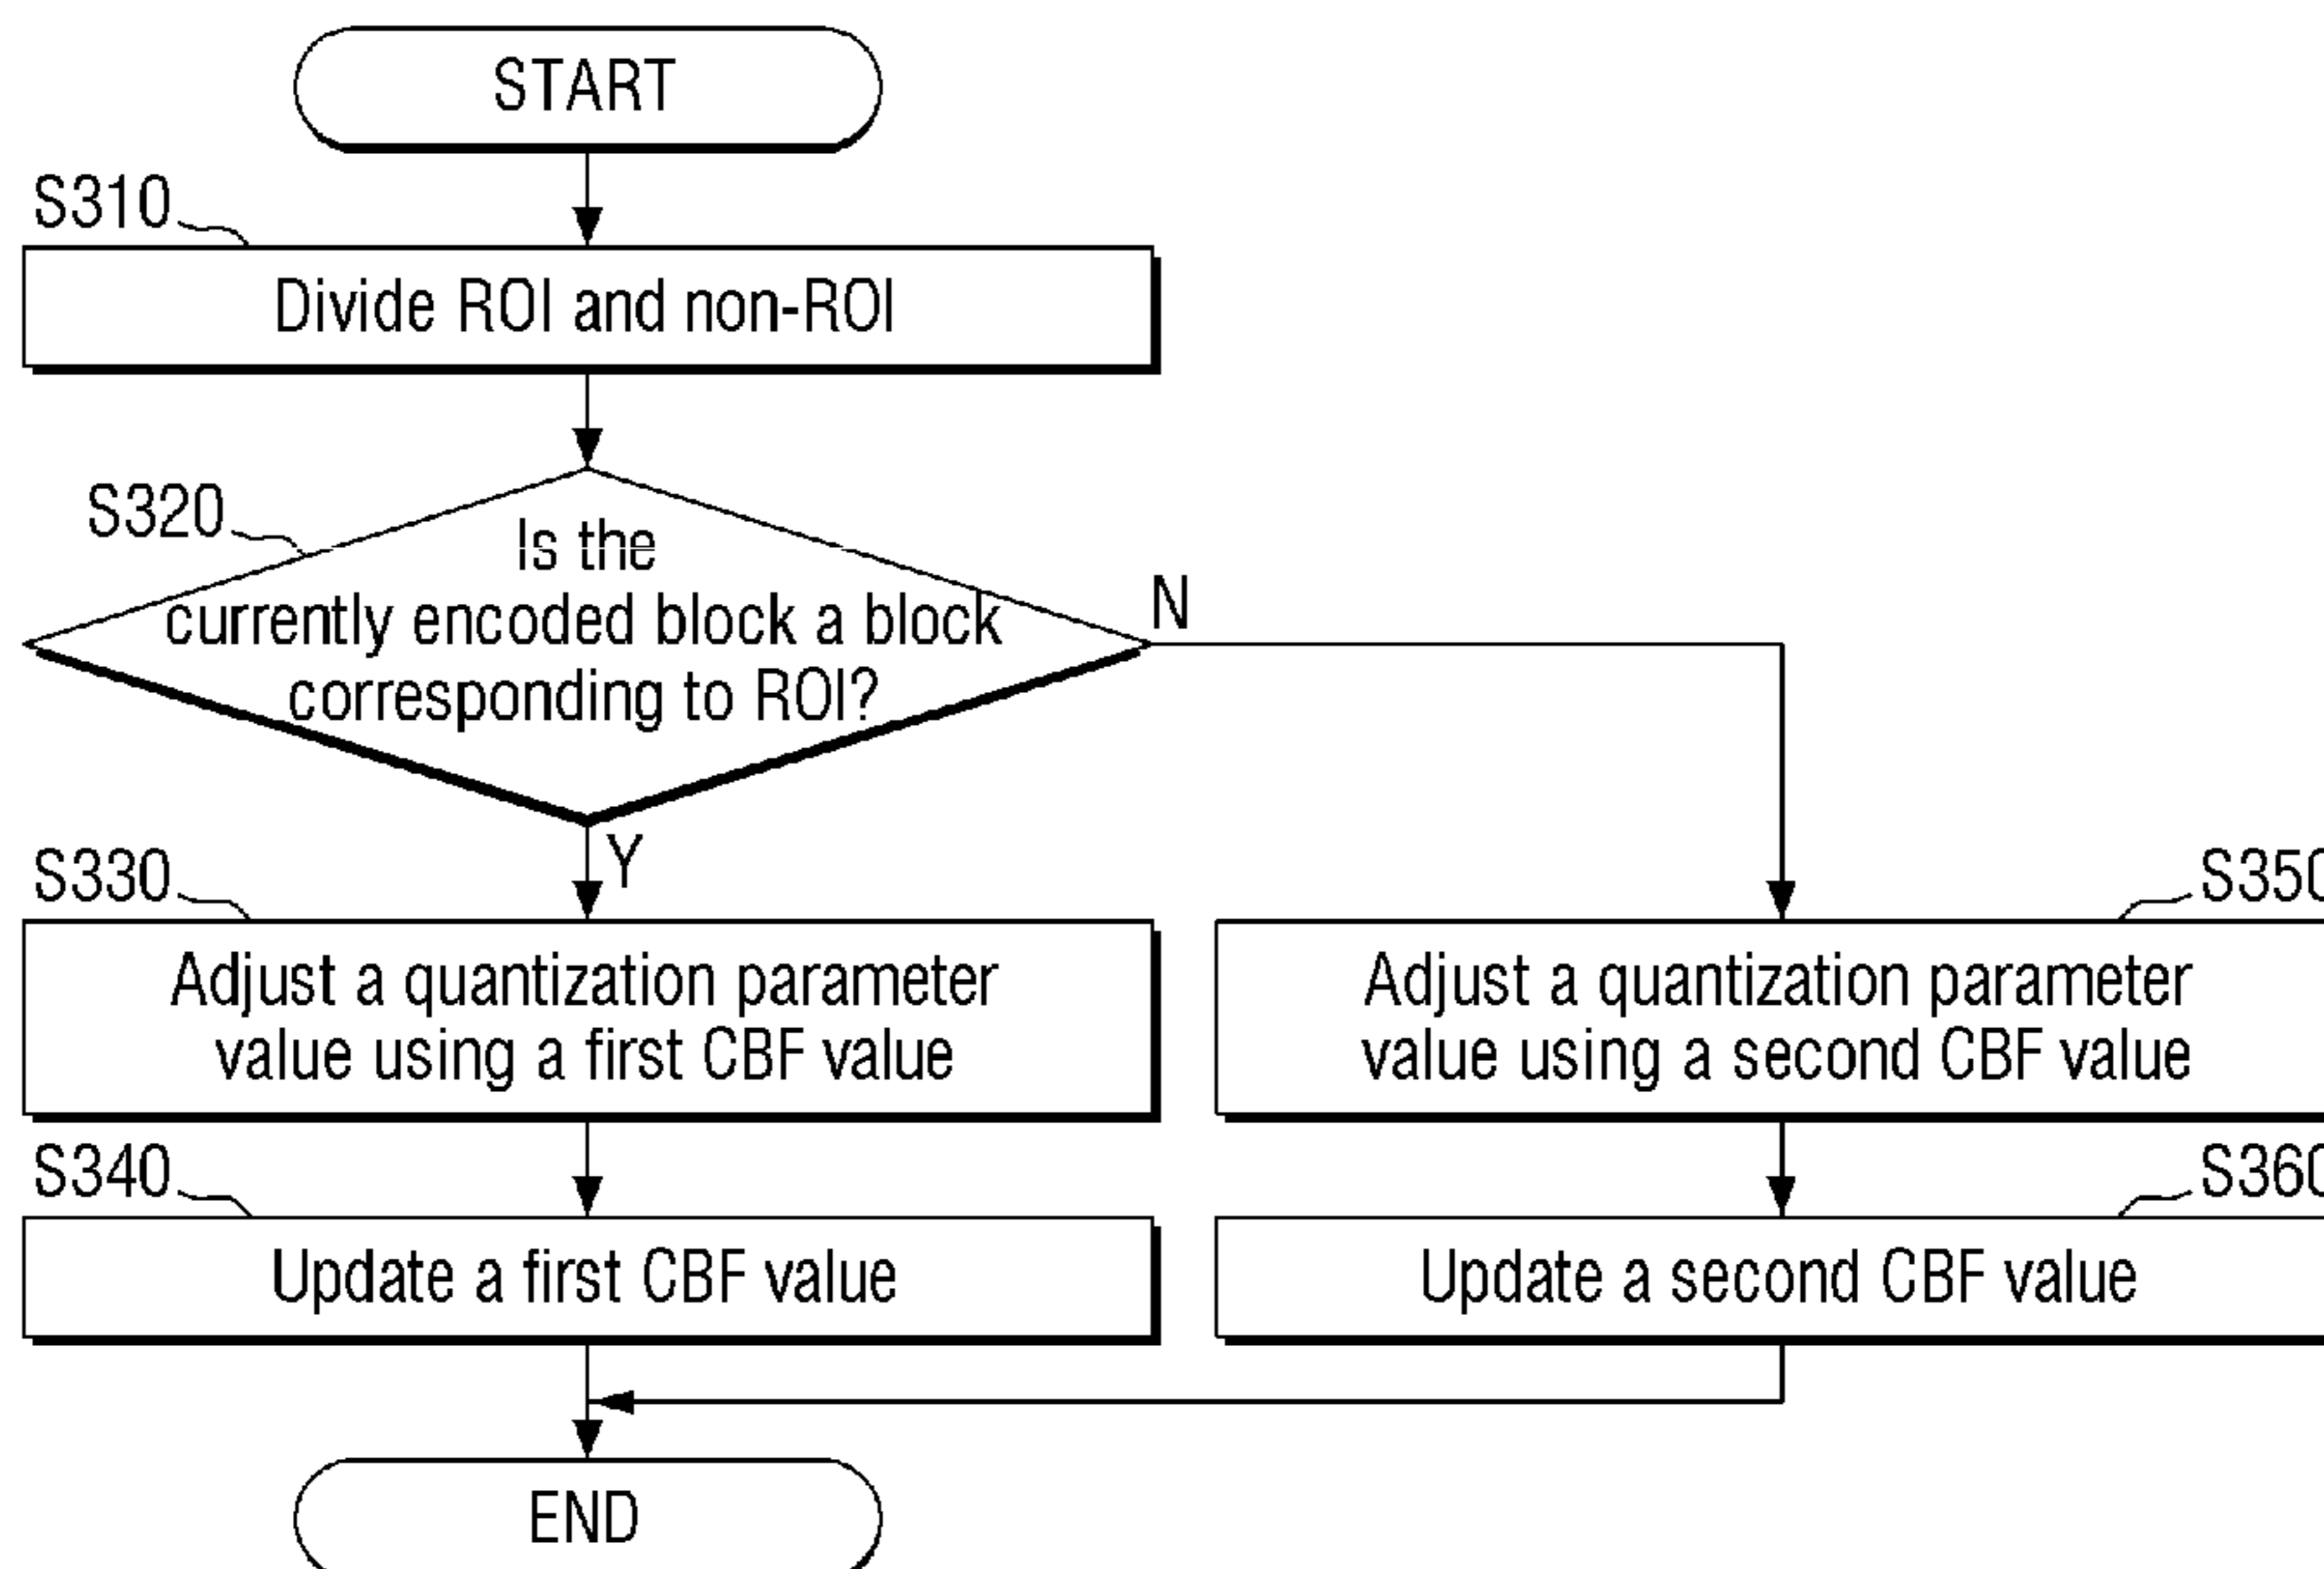 START
S310
Divide ROI and non-ROI
S320
Is the
currently encoded block a block
corresponding to ROI?
N
Y
S330
Adjust a quantization parameter
value using a first CBF value
S350
Adjust a quantization parameter
value using a second CBF value
S340
Update a first CBF value
S360
Update a second CBF value
END